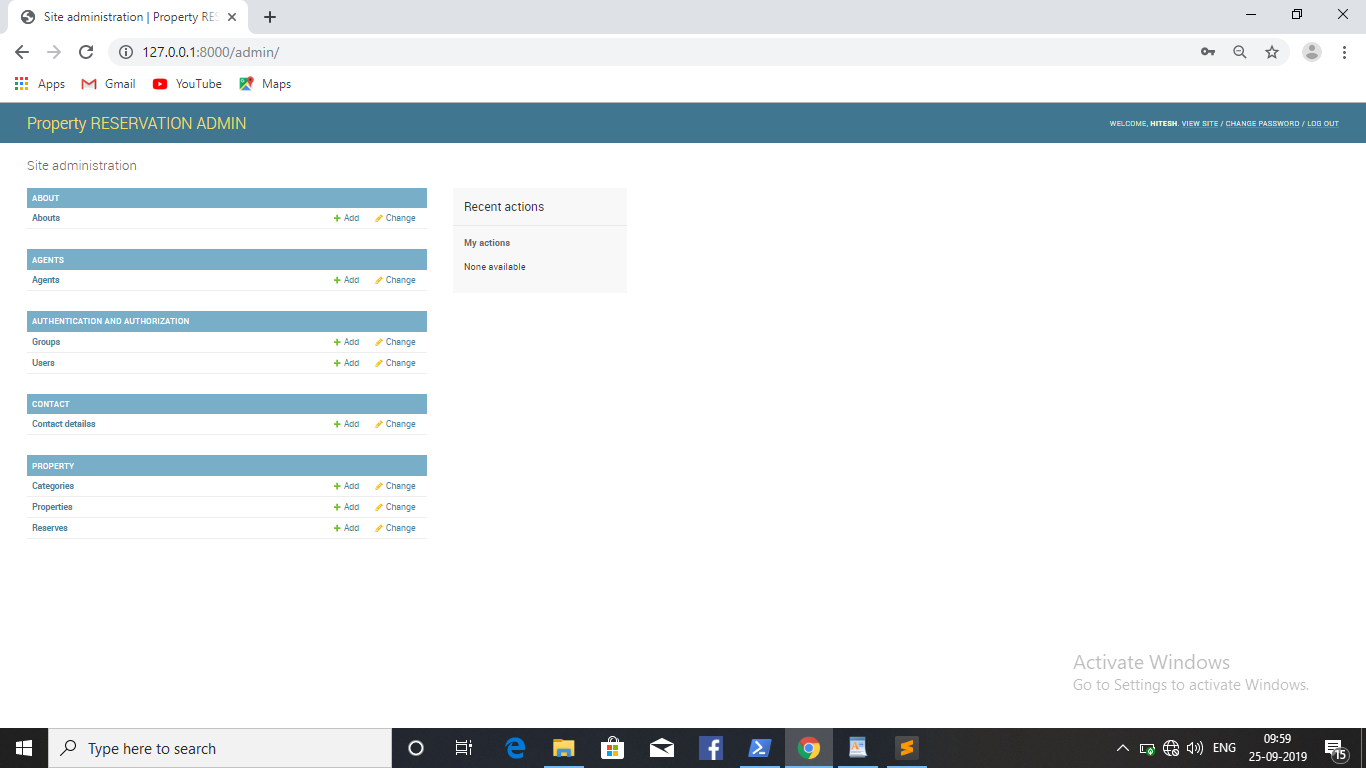 Site administration | Property RES
127.0.0.1:8000/admin/
Apps Gmail YouTube Maps
Property RESERVATION ADMIN
WELCOME, HITESH. VIEW SITE / CHANGE PASSWORD / LOG OUT
Site administration
ABOUT
Abouts Add Change
AGENTS
Agents Add Change
AUTHENTICATION AND AUTHORIZATION
Groups Add Change
Users Add Change
CONTACT
Contact detailss Add Change
PROPERTY
Categories Add Change
Properties Add Change
Reserves Add Change
Recent actions
My actions
None available
Activate Windows
Go to Settings to activate Windows.
Type here to search
ENG
09:59
25-09-2019
15